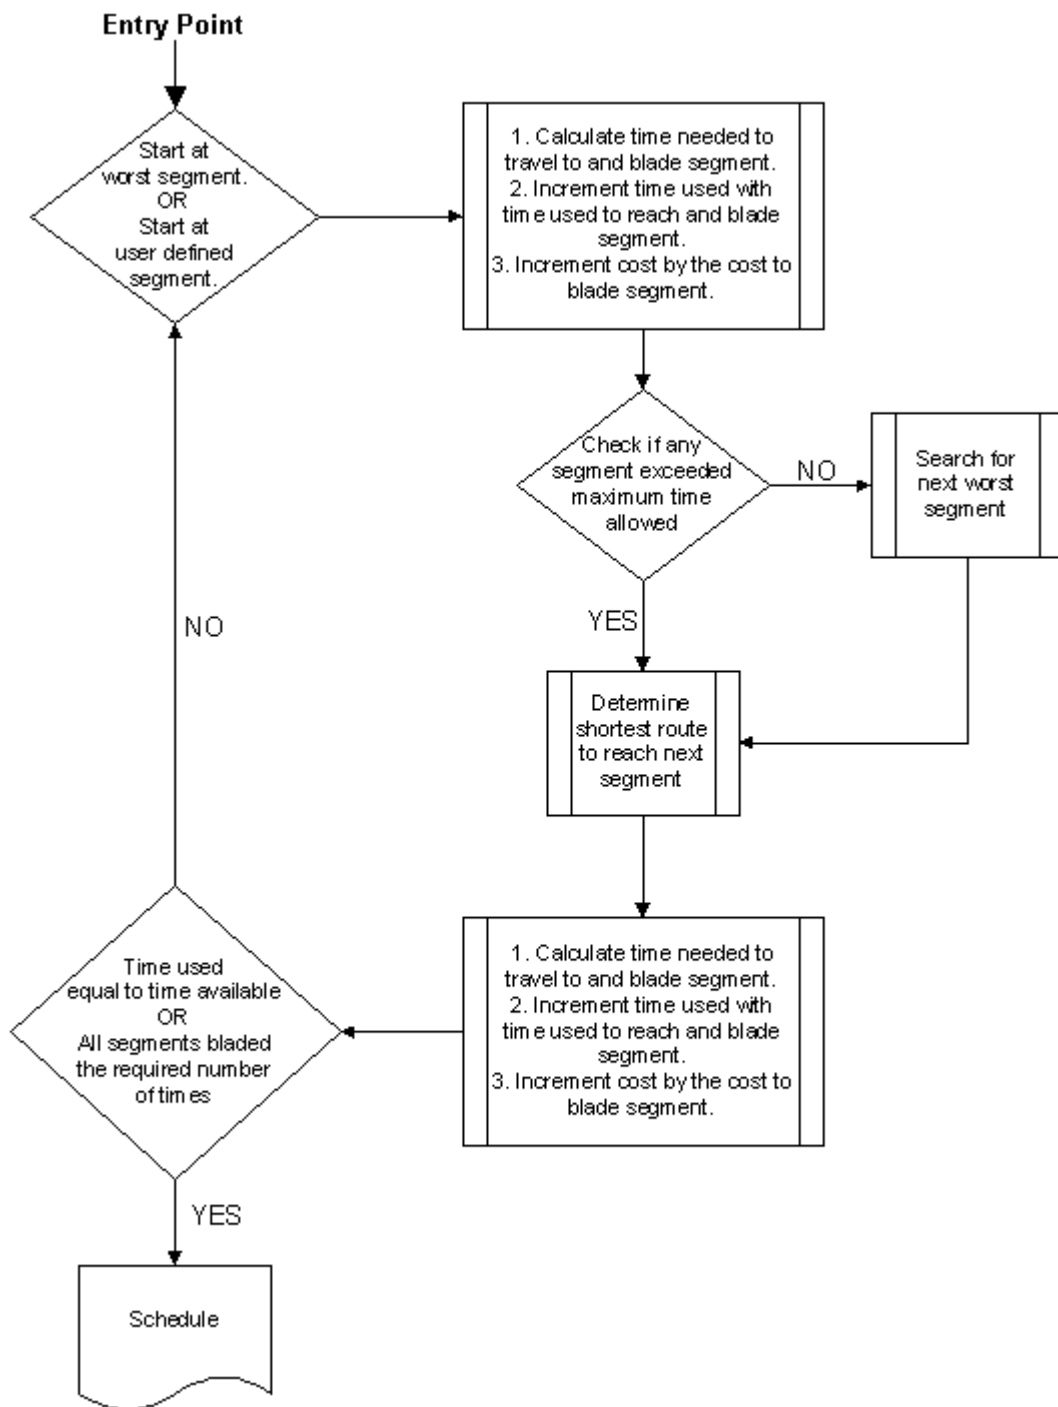 Entry Point
Start at
worst segment.
OR
Start at
user defined
segment.
1. Calculate time needed to
travel to and blade segment.
2. Increment time used with
time used to reach and blade
segment.
3. Increment cost by the cost to
blade segment.
Check if any
segment exceeded
maximum time
allowed
NO
Search for
next worst
segment
YES
Determine
shortest route
to reach next
segment
1. Calculate time needed to
travel to and blade segment.
2. Increment time used with
time used to reach and blade
segment.
3. Increment cost by the cost to
blade segment.
Time used
equal to time available
OR
All segments bladed
the required number
of times
NO
YES
Schedule